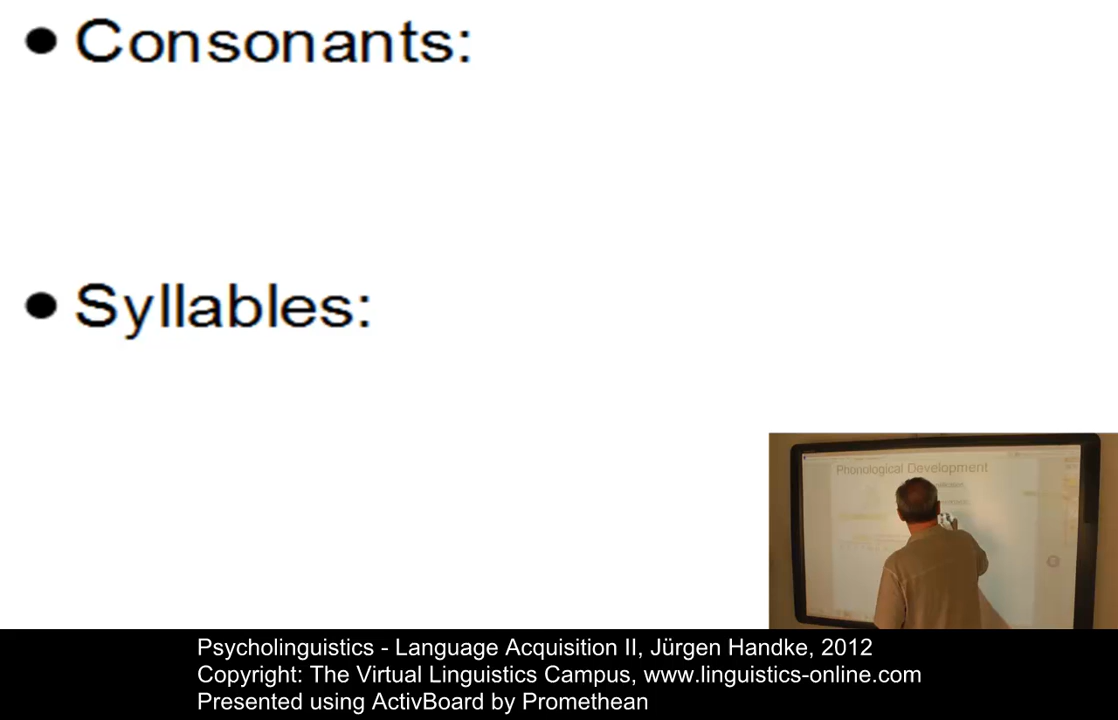 • Consonants:
• Syllables:
Phonological Development
Psycholinguistics - Language Acquisition II, Jürgen Handke, 2012
Copyright: The Virtual Linguistics Campus, www.linguistics-online.com
Presented using ActivBoard by Promethean